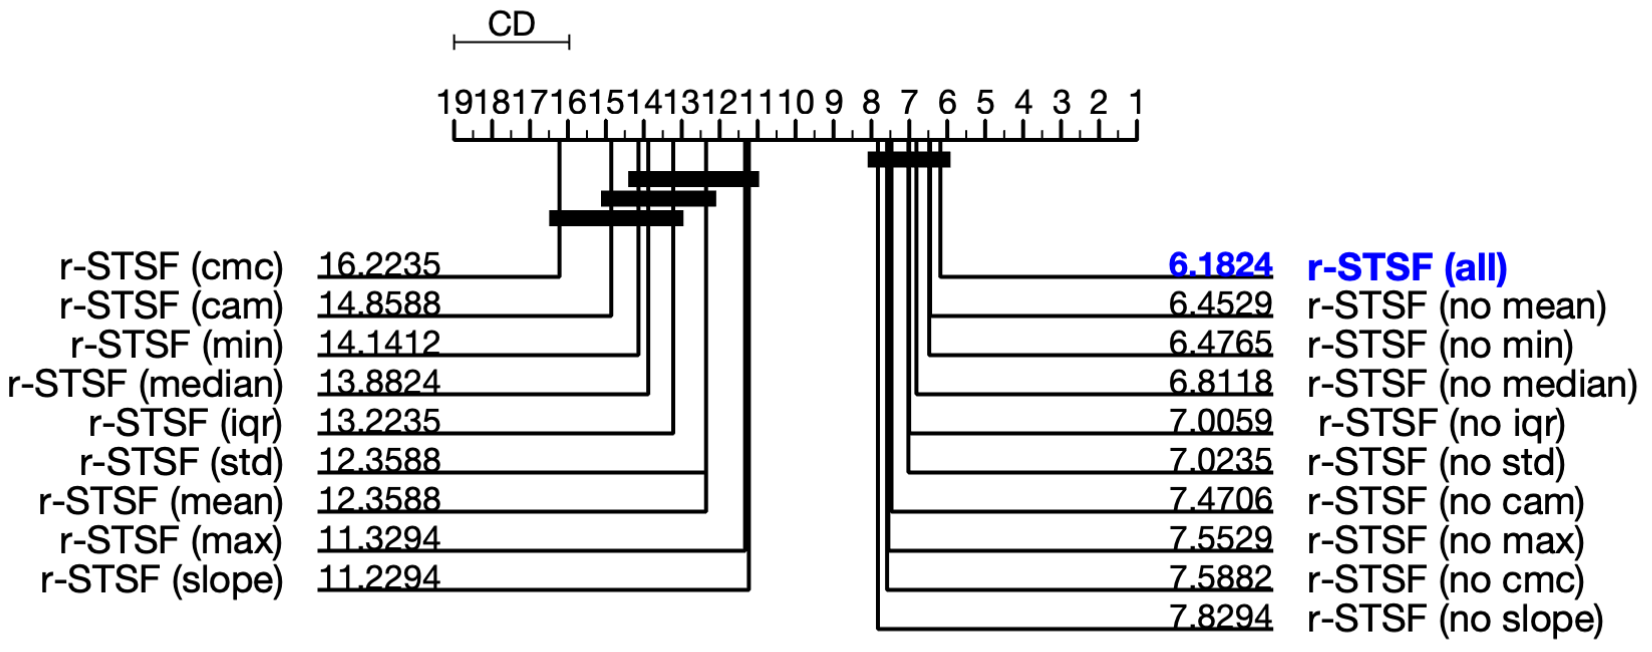 CD
19 18 17 16 15 14 13 12 11 10 9 8 7 6 5 4 3 2 1
r-STSF (cmc) 16.2235 6.1824 r-STSF (all)
r-STSF (cam) 14.8588 6.4529 r-STSF (no mean)
r-STSF (min) 14.1412 6.4765 r-STSF (no min)
r-STSF (median) 13.8824 6.8118 r-STSF (no median)
r-STSF (iqr) 13.2235 7.0059 r-STSF (no iqr)
r-STSF (std) 12.3588 7.0235 r-STSF (no std)
r-STSF (mean) 12.3588 7.4706 r-STSF (no cam)
r-STSF (max) 11.3294 7.5529 r-STSF (no max)
r-STSF (slope) 11.2294 7.5882 r-STSF (no cmc)
7.8294 r-STSF (no slope)